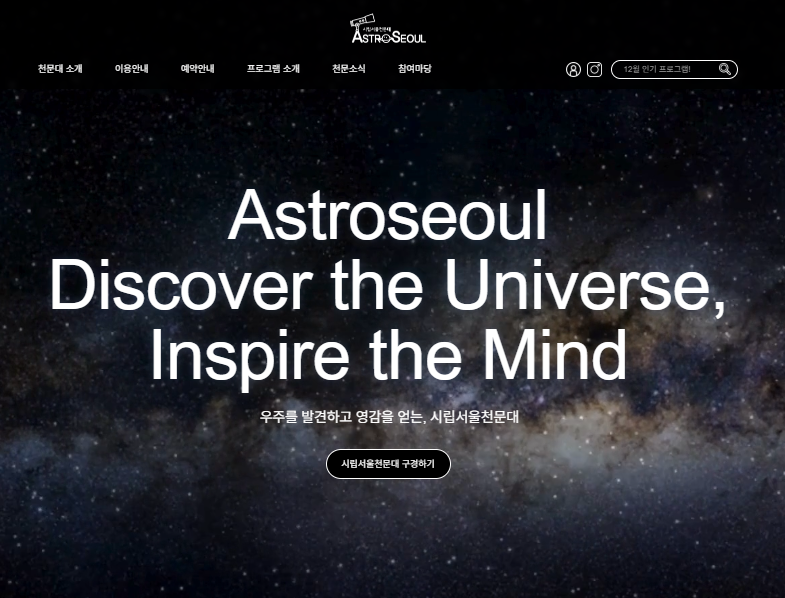 시립서울천문대
ASTROSEOUL
천문대 소개 이용안내 예약안내 프로그램 소개 천문소식 참여마당
12월 인기 프로그램!
Astroseoul
Discover the Universe,
Inspire the Mind
우주를 발견하고 영감을 얻는, 시립서울천문대
시립서울천문대 구경하기